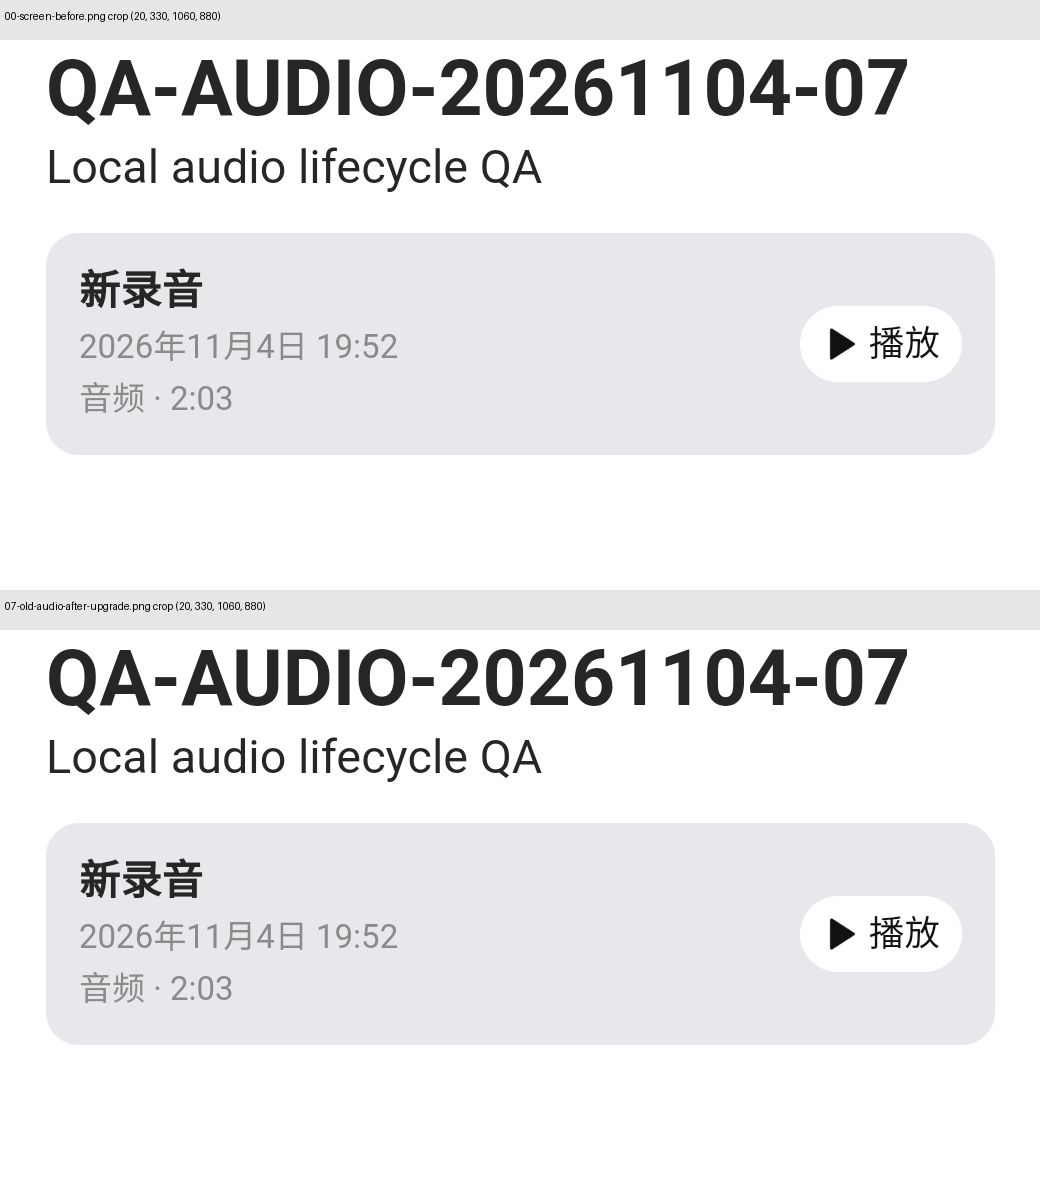 00-screen-before.png crop (20, 330, 1060, 880)
QA-AUDIO-20261104-07
Local audio lifecycle QA
新录音
2026年11月4日 19:52
音频 · 2:03
播放
07-old-audio-after-upgrade.png crop (20, 330, 1060, 880)
QA-AUDIO-20261104-07
Local audio lifecycle QA
新录音
2026年11月4日 19:52
音频 · 2:03
播放